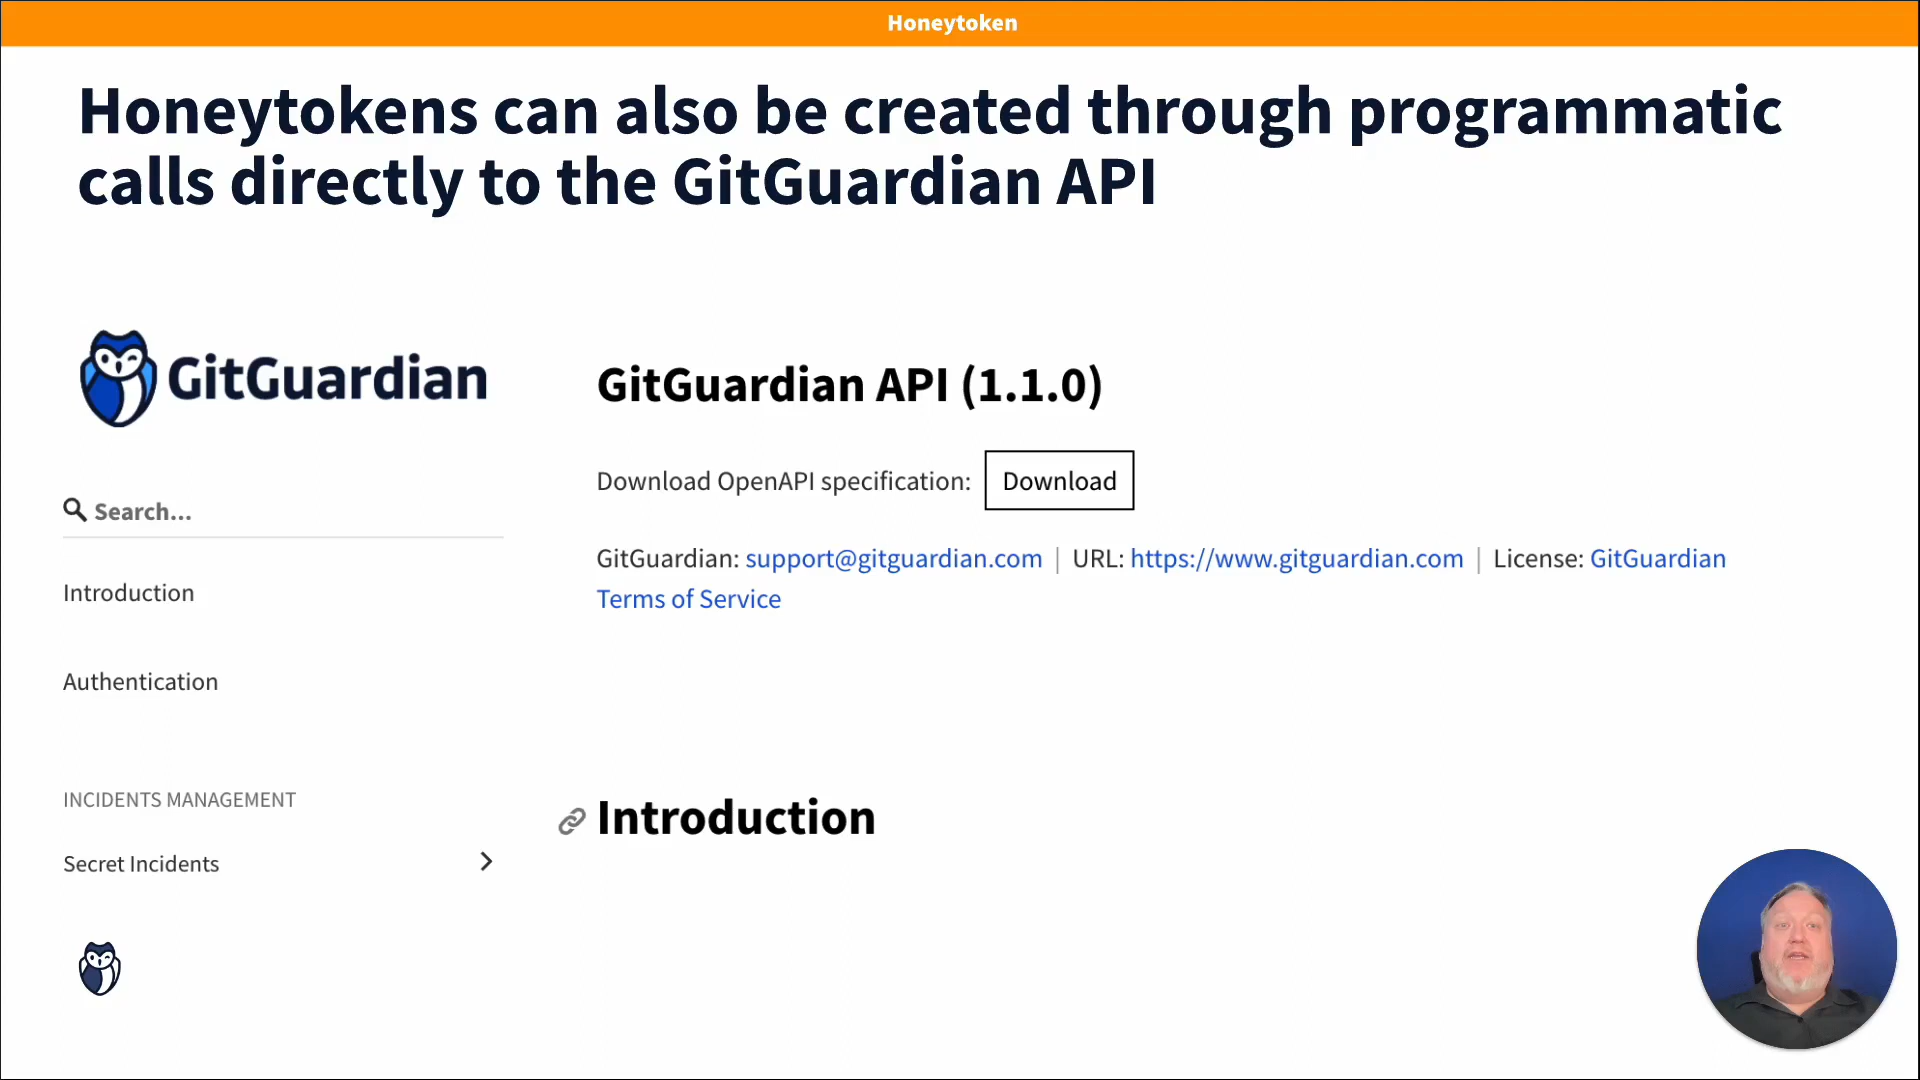 Honeytoken
Honeytokens can also be created through programmatic
calls directly to the GitGuardian API
GitGuardian
Search...
Introduction
Authentication
INCIDENTS MANAGEMENT
Secret Incidents
GitGuardian API (1.1.0)
Download OpenAPI specification: Download
GitGuardian: support@gitguardian.com | URL: https://www.gitguardian.com | License: GitGuardian
Terms of Service
Introduction